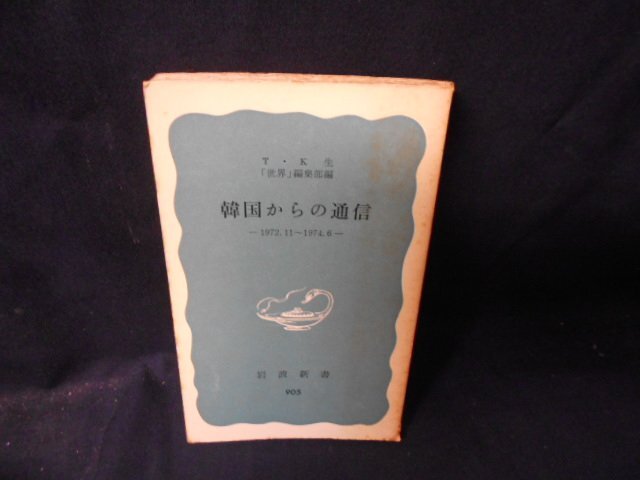 T・K生
「世界」編集部編
韓国からの通信
—1972.11～1974.6—
岩波新書
905